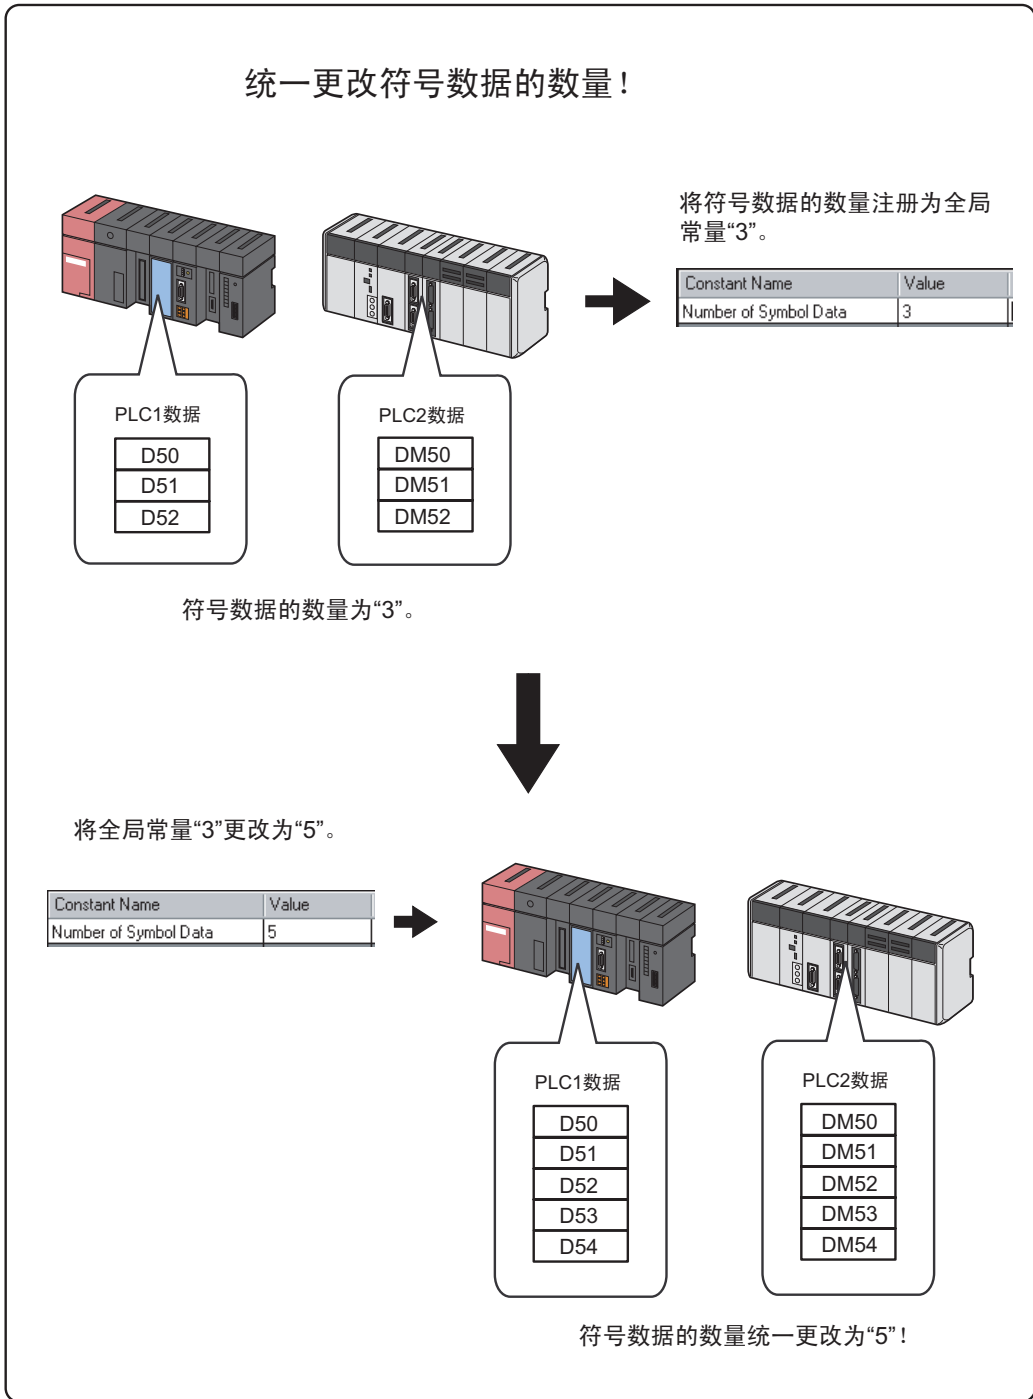 统一更改符号数据的数量！
将符号数据的数量注册为全局
常量“3”。
Constant Name Value
Number of Symbol Data 3
PLC1数据
D50
D51
D52
PLC2数据
DM50
DM51
DM52
符号数据的数量为“3”。
将全局常量“3”更改为“5”。
Constant Name Value
Number of Symbol Data 5
PLC1数据
D50
D51
D52
D53
D54
PLC2数据
DM50
DM51
DM52
DM53
DM54
符号数据的数量统一更改为“5”！